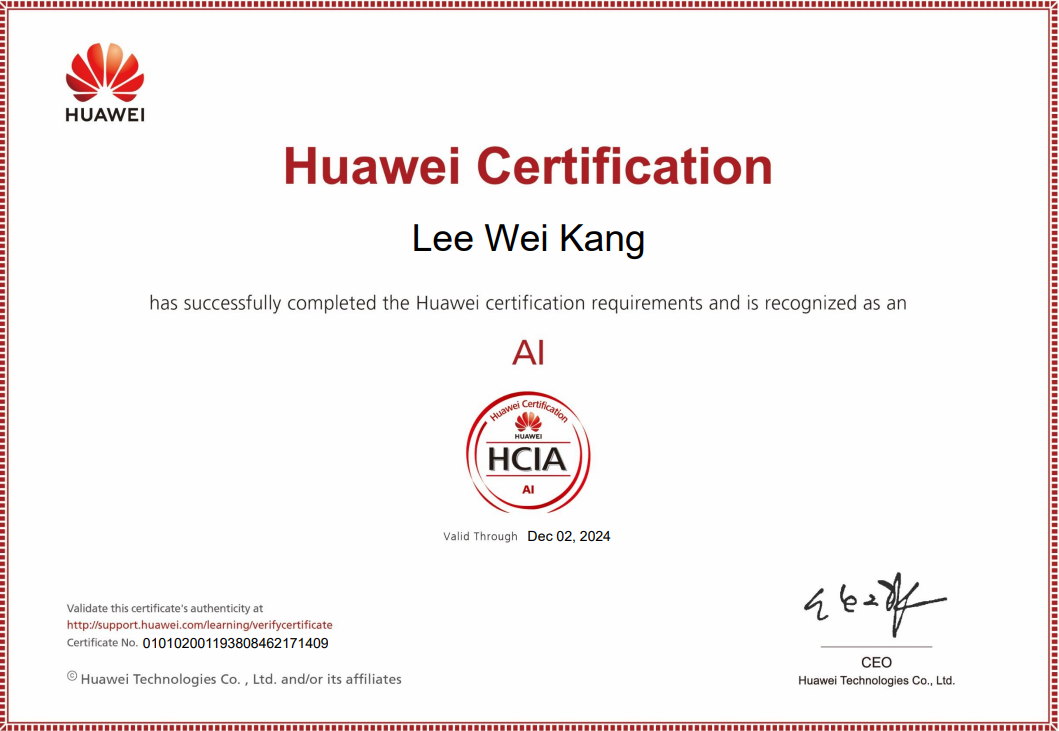 HUAWEI
Huawei Certification
Lee Wei Kang
has successfully completed the Huawei certification requirements and is recognized as an
AI
Huawei Certification
HUAWEI
HCIA
AI
Valid Through Dec 02, 2024
Validate this certificate's authenticity at
http://support.huawei.com/learning/verifycertificate
Certificate No. 010102001193808462171409
© Huawei Technologies Co. , Ltd. and/or its affiliates
CEO
Huawei Technologies Co., Ltd.